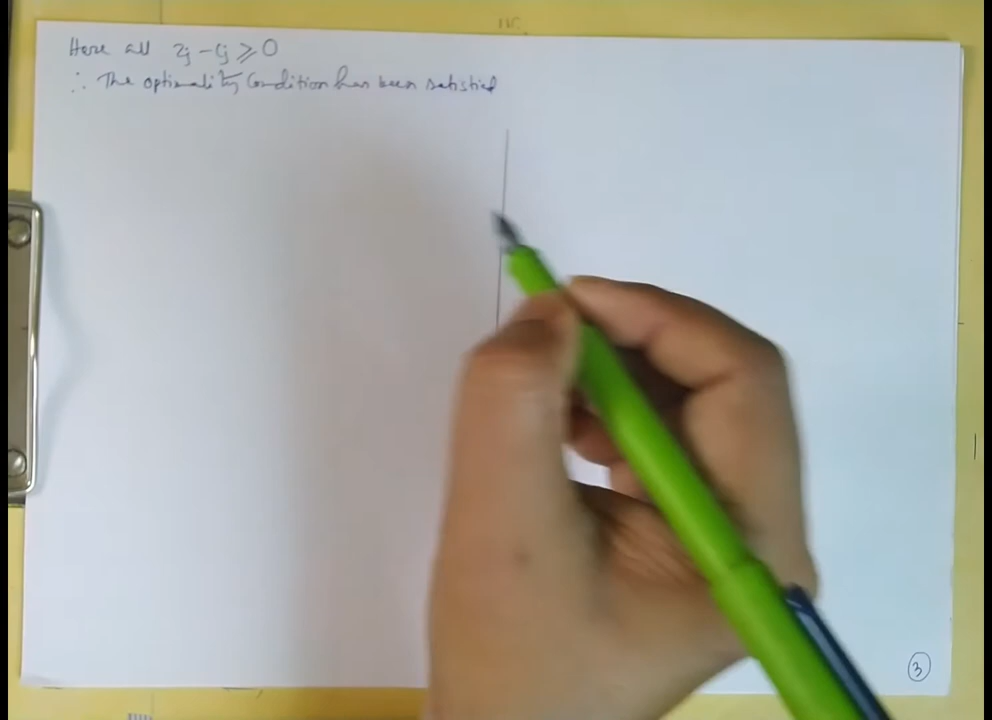 Here all Zj - Cj ≥ 0
∴ The optimality Condition has been satisfied
3